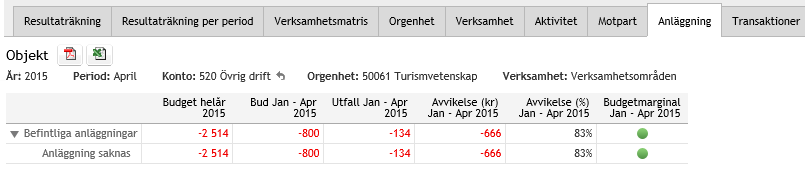 Resultaträkning Resultaträkning per period Verksamhetsmatris Orgenhet Verksamhet Aktivitet Motpart Anläggning Transaktioner
Objekt
År: 2015 Period: April Konto: 520 Övrig drift Orgenhet: 50061 Turismvetenskap Verksamhet: Verksamhetsområden
Budget helår Bud Jan - Apr Utfall Jan - Apr Avvikelse (kr) Avvikelse (%) Budgetmarginal
2015 2015 2015 Jan - Apr 2015 Jan - Apr 2015 Jan - Apr 2015
Befintliga anläggningar -2 514 -800 -134 -666 83%
Anläggning saknas -2 514 -800 -134 -666 83%